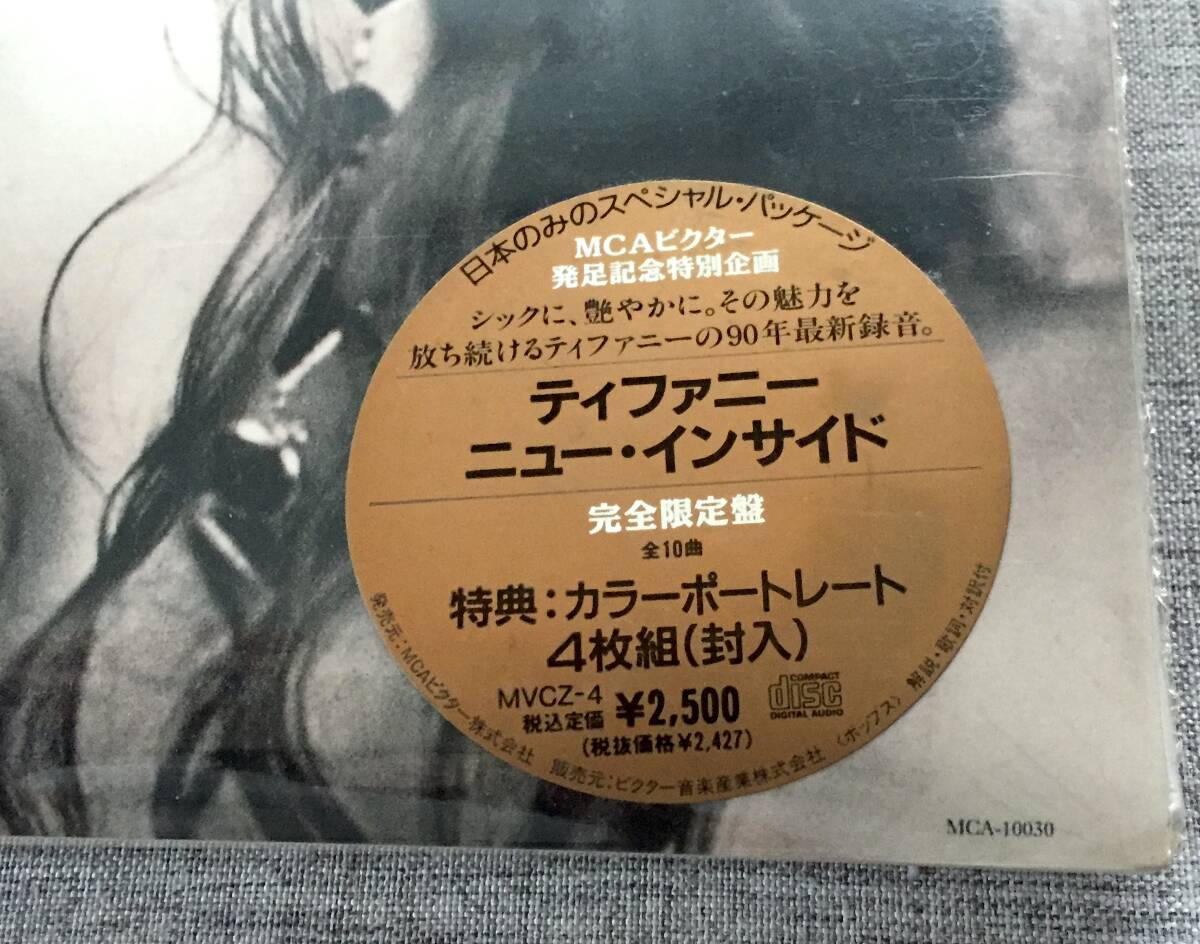 日本のみのスペシャル・パッケージ
MCAビクター
発足記念特別企画
シックに、艶やかに。その魅力を
放ち続けるティファニーの90年最新録音。
ティファニー
ニュー・インサイド
完全限定盤
全10曲
特典:カラーポートレート
4枚組(封入)
MVCZ-4
税込定価 ¥2,500
(税抜価格¥2,427)
COMPACT
disc
DIGITAL AUDIO
発売元:MCAビクター株式会社 販売元:ビクター音楽産業株式会社 〈ポップス〉 解説・歌詞・対訳付
MCA-10030